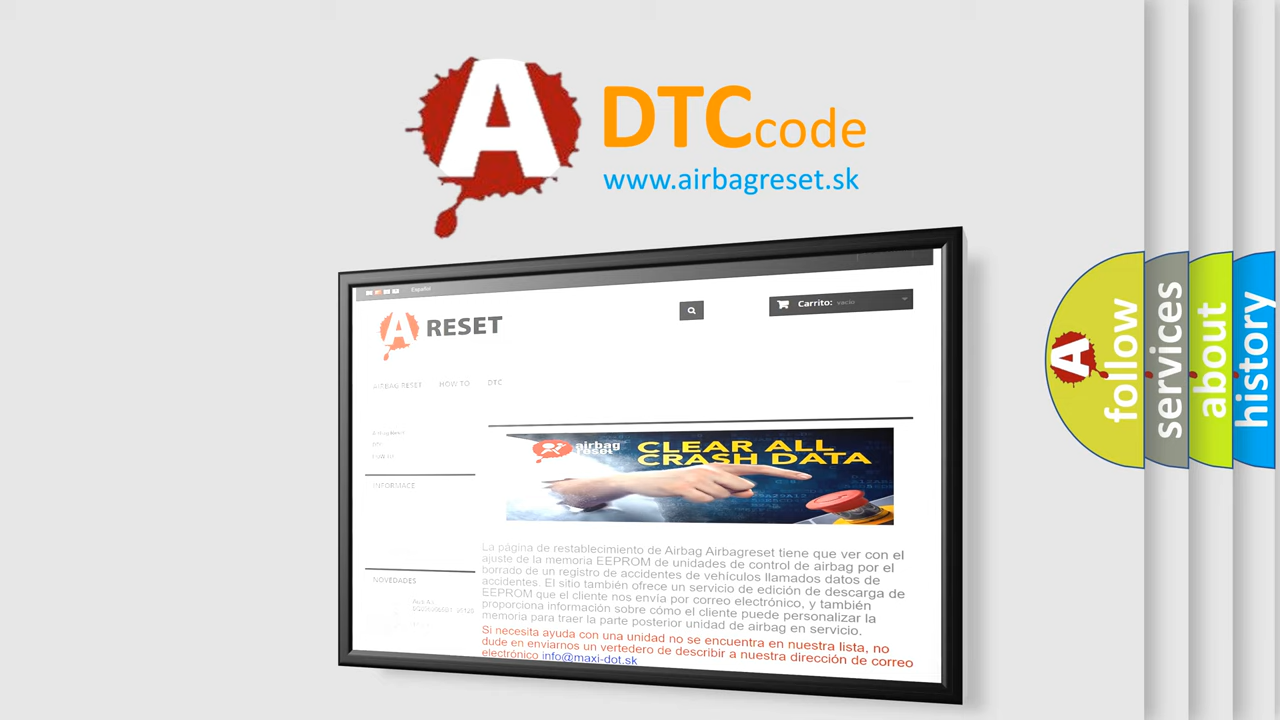 A
DTCcode
www.airbagreset.sk
Español
A RESET
Carrito: vacío
AIRBAG RESET HOW TO DTC
INFORMACE
airbag
reset
CLEAR ALL
CRASH DATA
La página de restablecimiento de Airbag Airbagreset tiene que ver con el
ajuste de la memoria EEPROM de unidades de control de airbag por el
borrado de un registro de accidentes de vehículos llamados datos de
accidentes. El sitio también ofrece un servicio de edición de descarga de
EEPROM que el cliente nos envía por correo electrónico, y también
proporciona información sobre cómo el cliente puede personalizar la
memoria para traer la parte posterior unidad de airbag en servicio.
Si necesita ayuda con una unidad no se encuentra en nuestra lista, no
dude en enviarnos un vertedero de describir a nuestra dirección de correo
electrónico info@maxi-dot.sk
NOVEDADES
A
follow
services
about
history